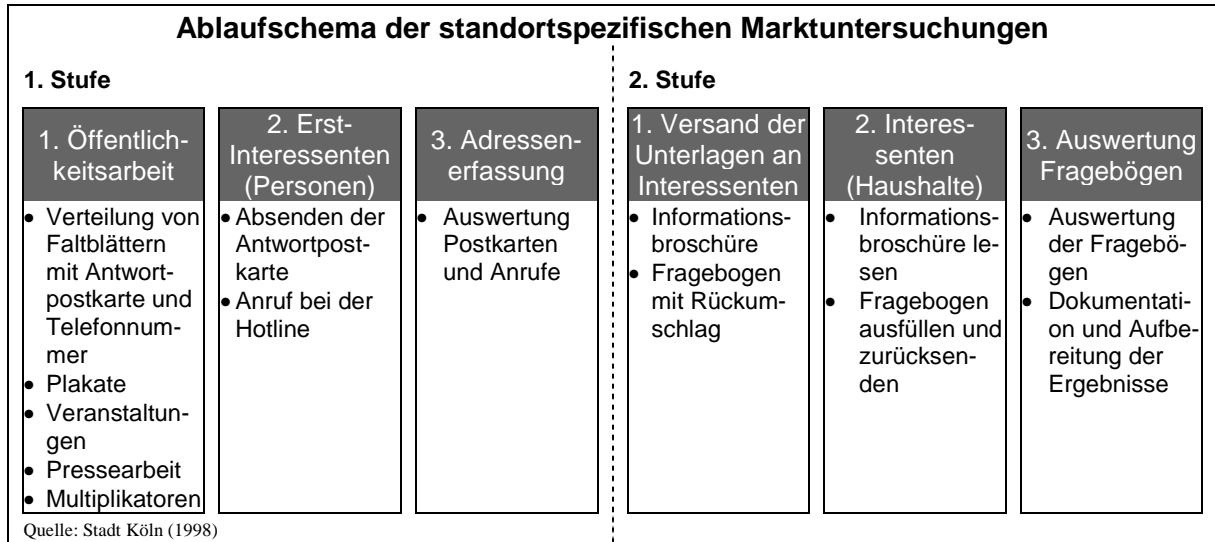 Ablaufschema der standortspezifischen Marktuntersuchungen
1. Stufe
1. Öffentlich-
keitsarbeit
• Verteilung von
Faltblättern
mit Antwort-
postkarte und
Telefonnum-
mer
• Plakate
• Veranstaltun-
gen
• Pressearbeit
• Multiplikatoren
2. Erst-
Interessenten
(Personen)
• Absenden der
Antwortpost-
karte
• Anruf bei der
Hotline
3. Adressen-
erfassung
• Auswertung
Postkarten
und Anrufe
2. Stufe
1. Versand der
Unterlagen an
Interessenten
• Informations-
broschüre
• Fragebogen
mit Rückum-
schlag
2. Interes-
senten
(Haushalte)
• Informations-
broschüre le-
sen
• Fragebogen
ausfüllen und
zurücksen-
den
3. Auswertung
Fragebögen
• Auswertung
der Fragebö-
gen
• Dokumentati-
on und Aufbe-
reitung der
Ergebnisse
Quelle: Stadt Köln (1998)